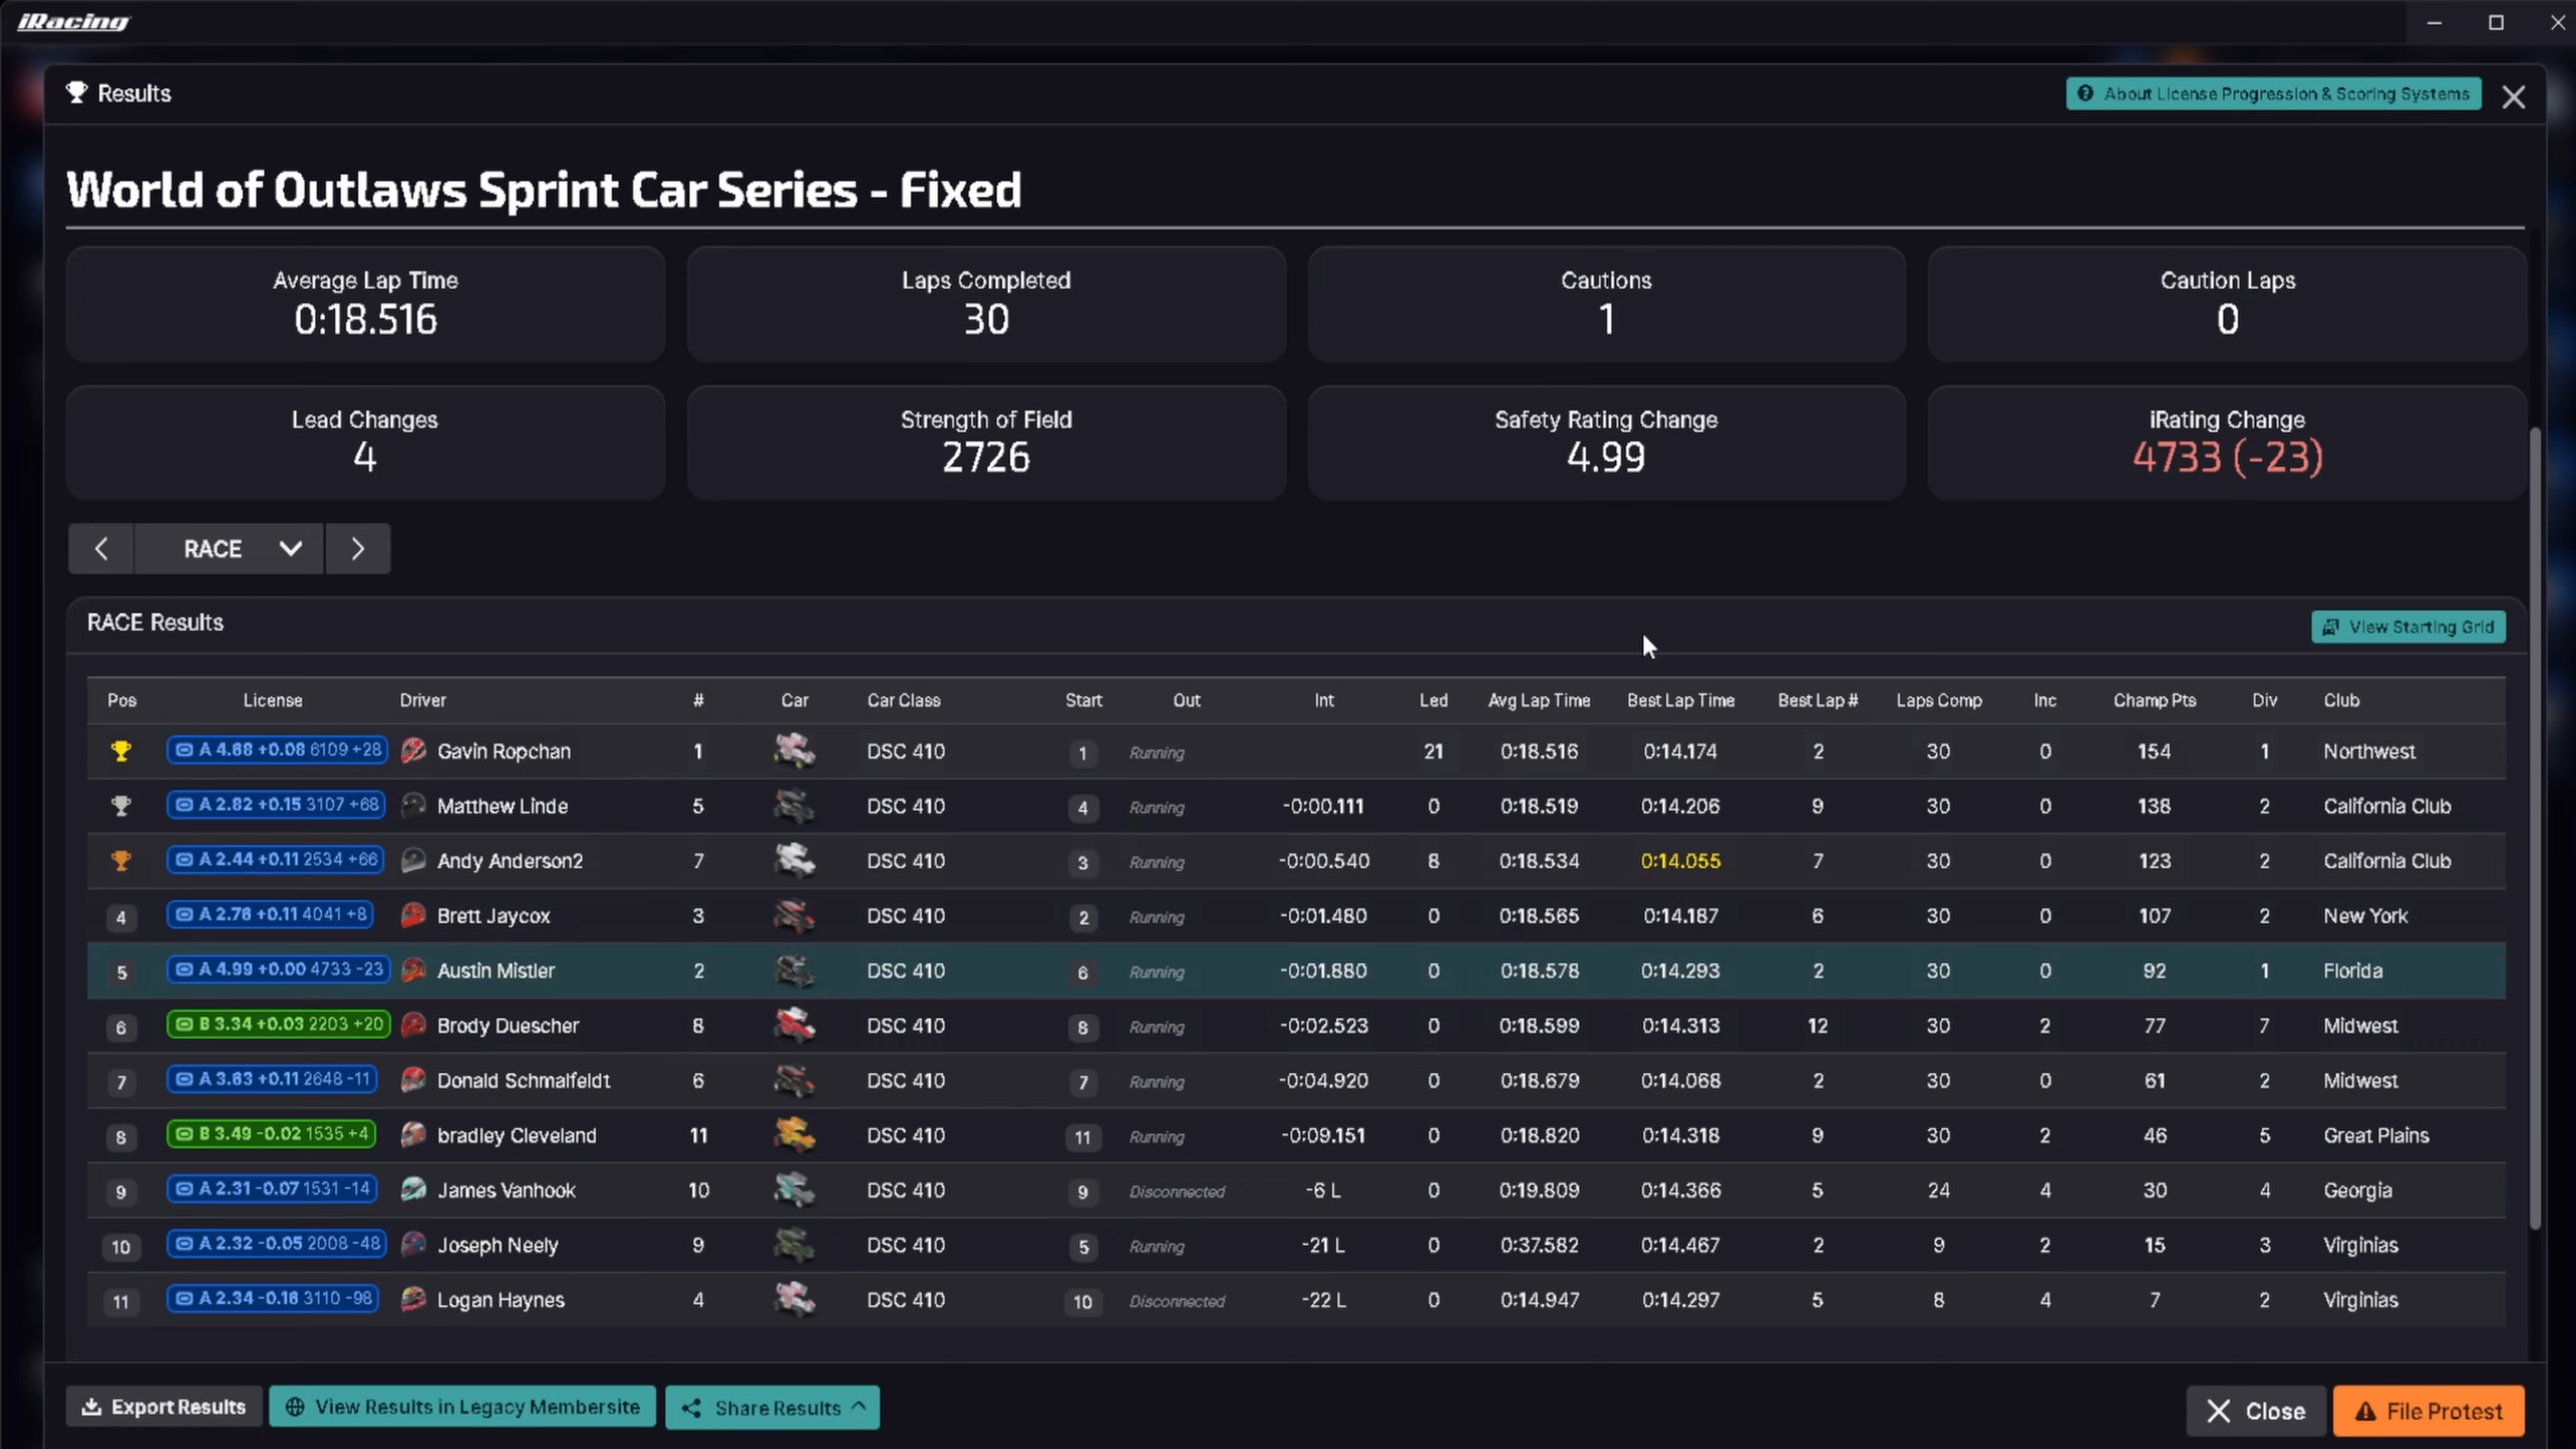 iRacing
Results
About License Progression & Scoring Systems
World of Outlaws Sprint Car Series - Fixed
Average Lap Time
0:18.516
Laps Completed
30
Cautions
1
Caution Laps
0
Lead Changes
4
Strength of Field
2726
Safety Rating Change
4.99
iRating Change
4733 (-23)
RACE
RACE Results
View Starting Grid
Pos License Driver # Car Car Class Start Out Int Led Avg Lap Time Best Lap Time Best Lap # Laps Comp Inc Champ Pts Div Club
A 4.68 +0.08 6109 +28 Gavin Ropchan 1 DSC 410 1 Running 21 0:18.516 0:14.174 2 30 0 154 1 Northwest
A 2.82 +0.15 3107 +68 Matthew Linde 5 DSC 410 4 Running -0:00.111 0 0:18.519 0:14.206 9 30 0 138 2 California Club
A 2.44 +0.11 2534 +66 Andy Anderson2 7 DSC 410 3 Running -0:00.540 8 0:18.534 0:14.055 7 30 0 123 2 California Club
4 A 2.76 +0.11 4041 +8 Brett Jaycox 3 DSC 410 2 Running -0:01.480 0 0:18.565 0:14.187 6 30 0 107 2 New York
5 A 4.99 +0.00 4733 -23 Austin Mistler 2 DSC 410 6 Running -0:01.880 0 0:18.578 0:14.293 2 30 0 92 1 Florida
6 B 3.34 +0.03 2203 +20 Brody Duescher 8 DSC 410 8 Running -0:02.523 0 0:18.599 0:14.313 12 30 2 77 7 Midwest
7 A 3.63 +0.11 2648 -11 Donald Schmalfeldt 6 DSC 410 7 Running -0:04.920 0 0:18.679 0:14.068 2 30 0 61 2 Midwest
8 B 3.49 -0.02 1535 +4 bradley Cleveland 11 DSC 410 11 Running -0:09.151 0 0:18.820 0:14.318 9 30 2 46 5 Great Plains
9 A 2.31 -0.07 1531 -14 James Vanhook 10 DSC 410 9 Disconnected -6 L 0 0:19.809 0:14.366 5 24 4 30 4 Georgia
10 A 2.32 -0.05 2008 -48 Joseph Neely 9 DSC 410 5 Running -21 L 0 0:37.582 0:14.467 2 9 2 15 3 Virginias
11 A 2.34 -0.16 3110 -98 Logan Haynes 4 DSC 410 10 Disconnected -22 L 0 0:14.947 0:14.297 5 8 4 7 2 Virginias
Export Results
View Results in Legacy Membersite
Share Results
Close
File Protest